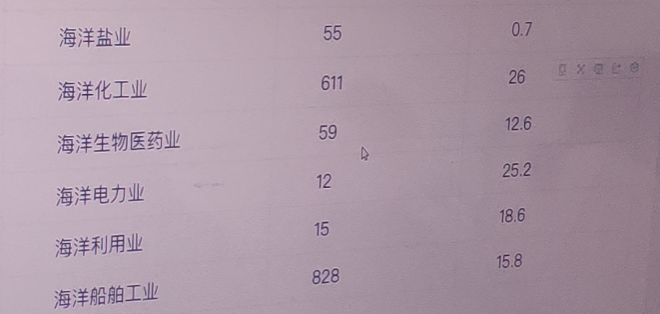 海洋盐业 55 0.7
海洋化工业 611 26
海洋生物医药业 59 12.6
海洋电力业 12 25.2
海洋利用业 15 18.6
海洋船舶工业 828 15.8